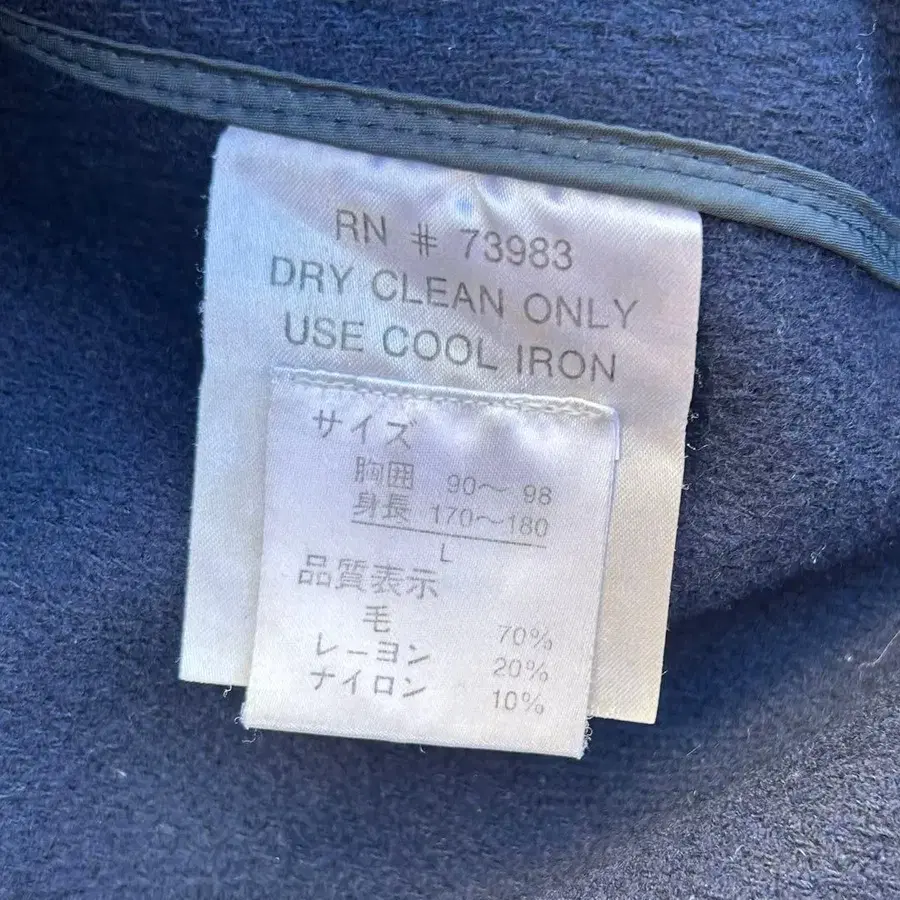 RN # 73983
DRY CLEAN ONLY
USE COOL IRON
サイズ
胸囲 90〜 98
身長 170〜180
L
品質表示
毛 70%
レーヨン 20%
ナイロン 10%